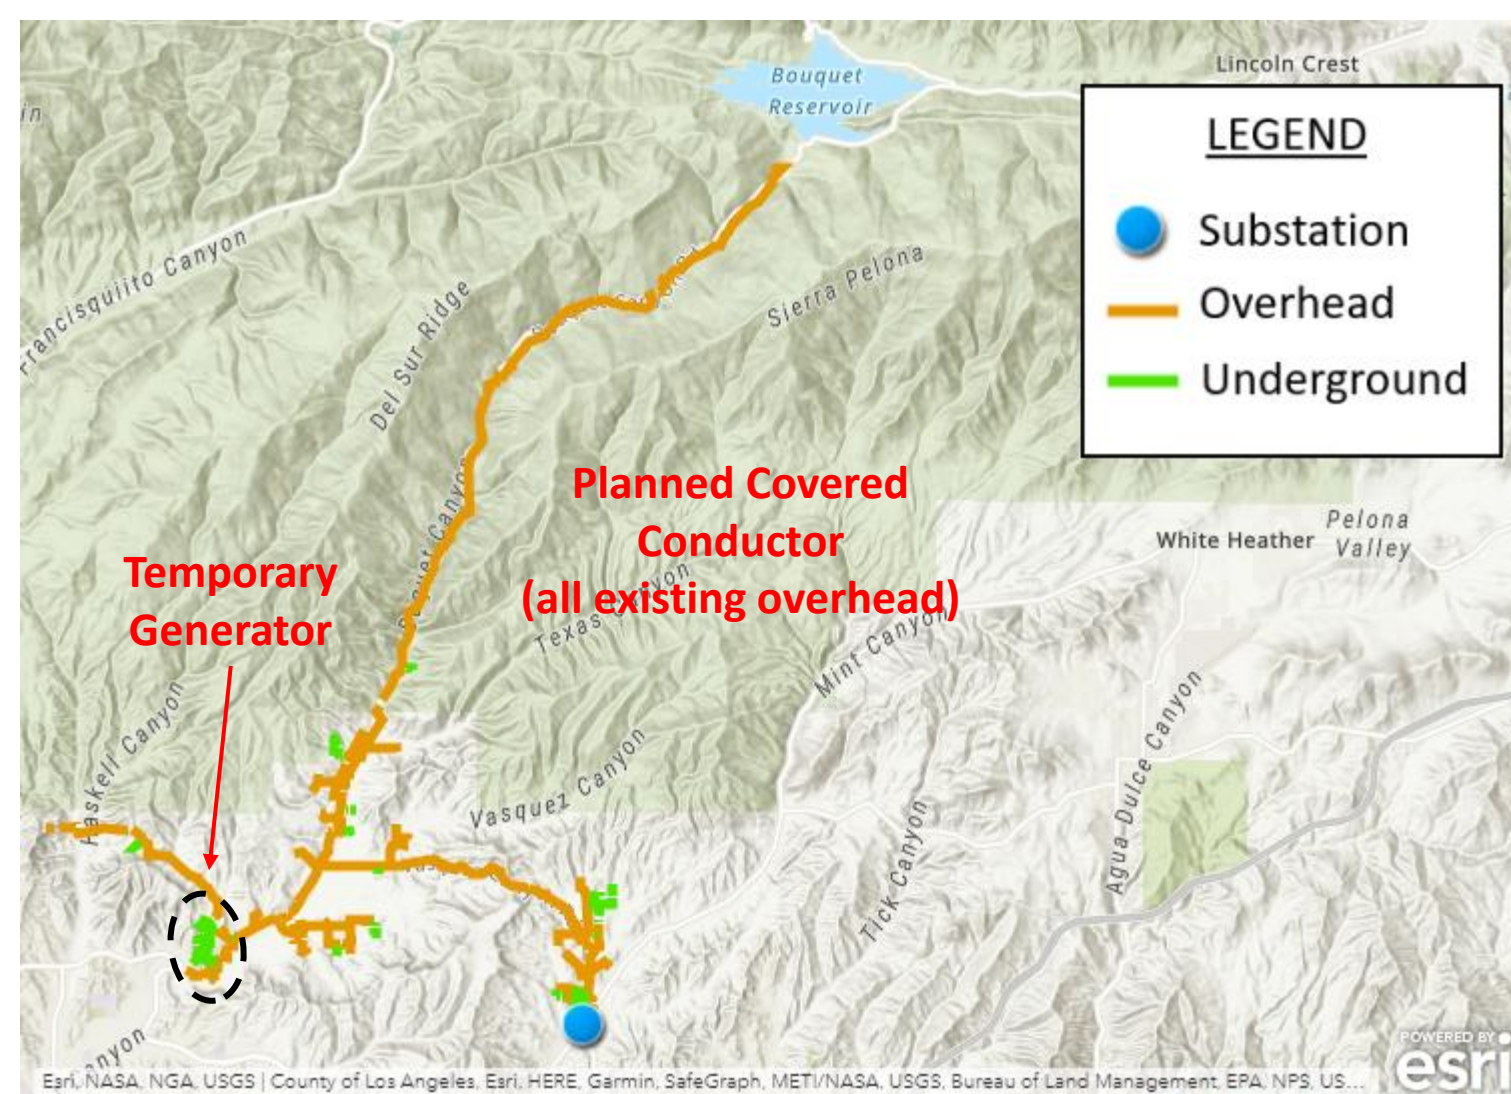 Bouquet
Reservoir
Lincoln Crest
in
LEGEND
Substation
Overhead
Underground
Francisquiito Canyon
Del Sur Ridge
Sierra Pelona
Planned Covered
Conductor
(all existing overhead)
Temporary
Generator
Texas Canyon
Mint Canyon
White Heather
Pelona
Valley
Haskell Canyon
Vasquez Canyon
Tick Canyon
Agua Dulce Canyon
anyon
POWERED BY
esri
Esri, NASA, NGA, USGS | County of Los Angeles, Esri, HERE, Garmin, SafeGraph, METI/NASA, USGS, Bureau of Land Management, EPA, NPS, US...